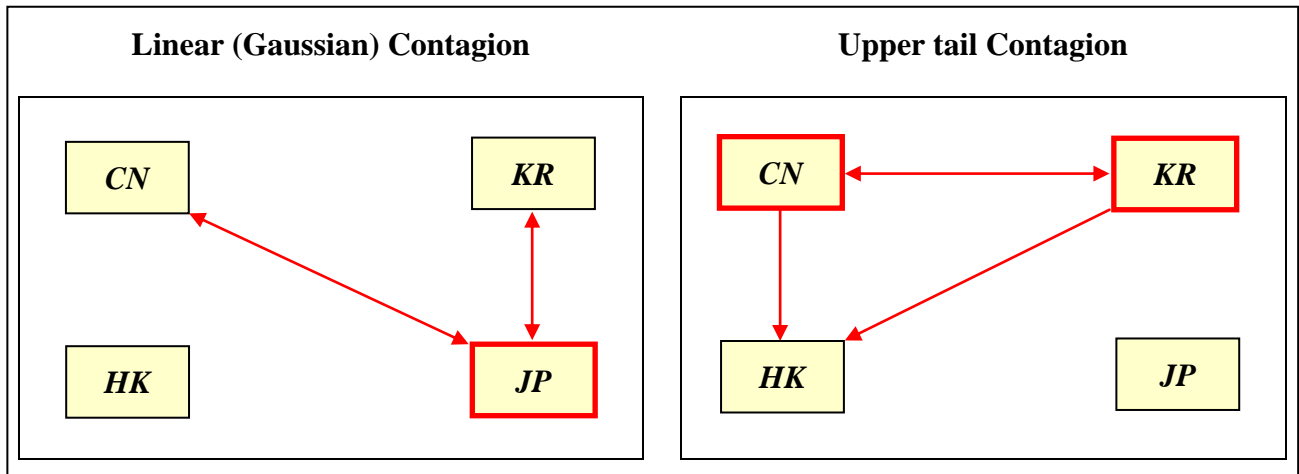 Linear (Gaussian) Contagion
CN
KR
HK
JP
Upper tail Contagion
CN
KR
HK
JP